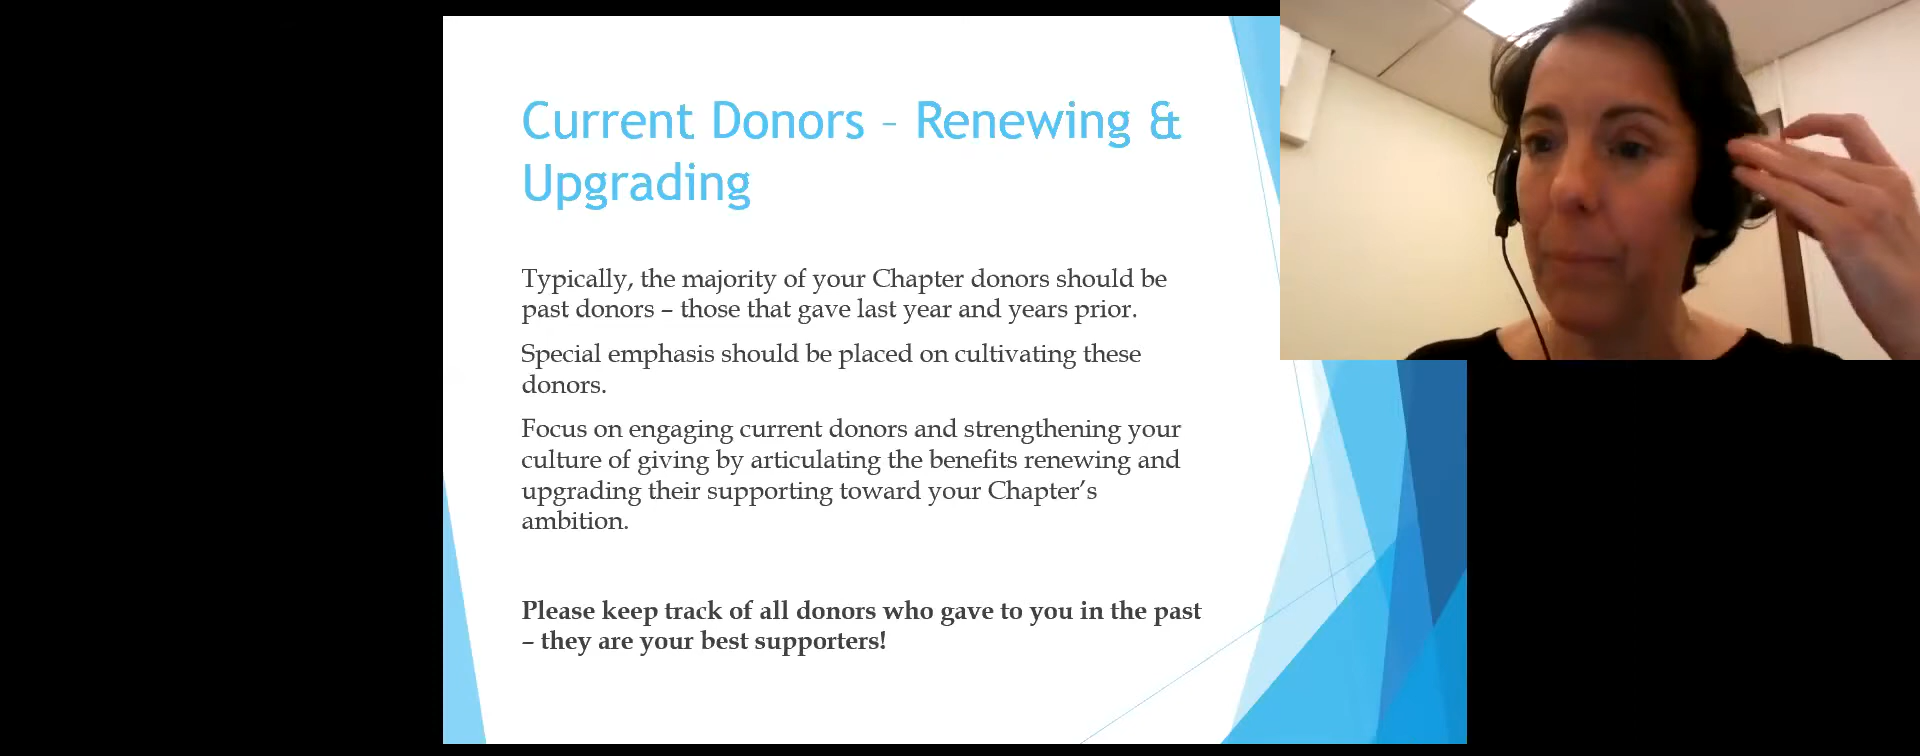 Current Donors – Renewing &
Upgrading
Typically, the majority of your Chapter donors should be
past donors – those that gave last year and years prior.
Special emphasis should be placed on cultivating these
donors.
Focus on engaging current donors and strengthening your
culture of giving by articulating the benefits renewing and
upgrading their supporting toward your Chapter’s
ambition.
Please keep track of all donors who gave to you in the past
– they are your best supporters!